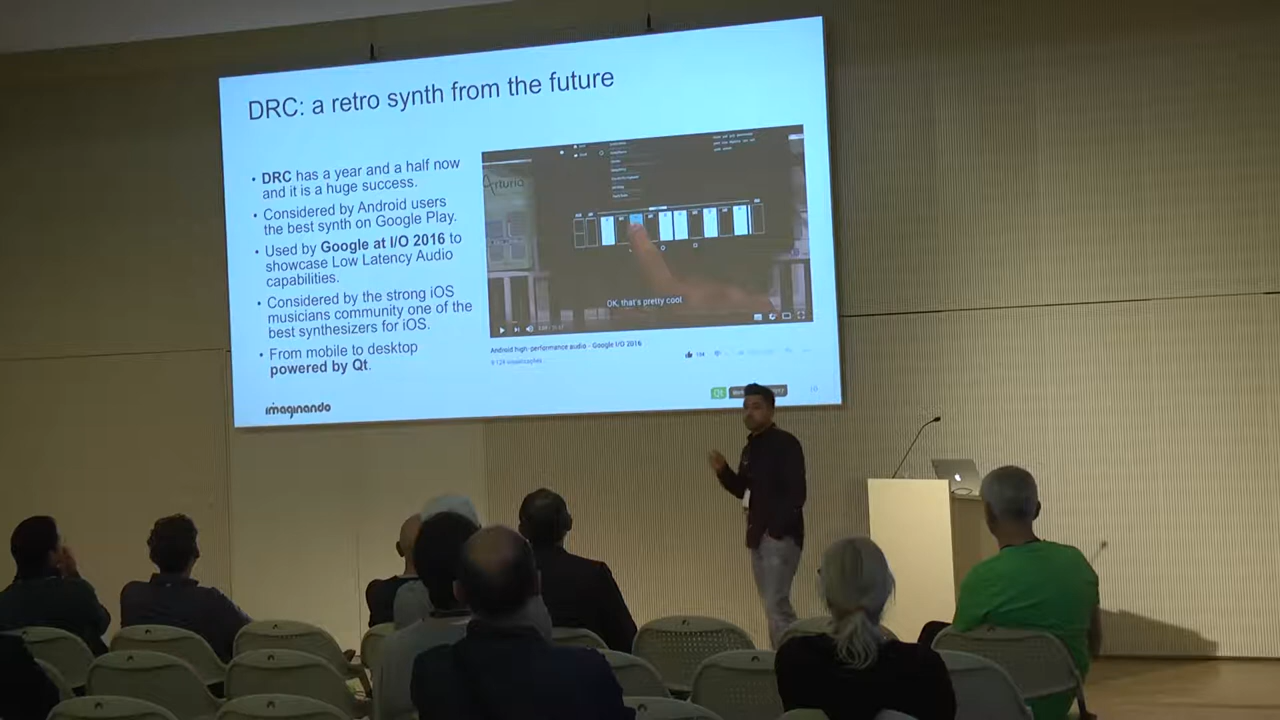 DRC: a retro synth from the future
• DRC has a year and a half now
and it is a huge success.
• Considered by Android users
the best synth on Google Play.
• Used by Google at I/O 2016 to
showcase Low Latency Audio
capabilities.
• Considered by the strong iOS
musicians community one of the
best synthesizers for iOS.
• From mobile to desktop
powered by Qt.
imaginando
Arturia
OK, that's pretty cool
Android high-performance audio - Google I/O 2016
Qt
10